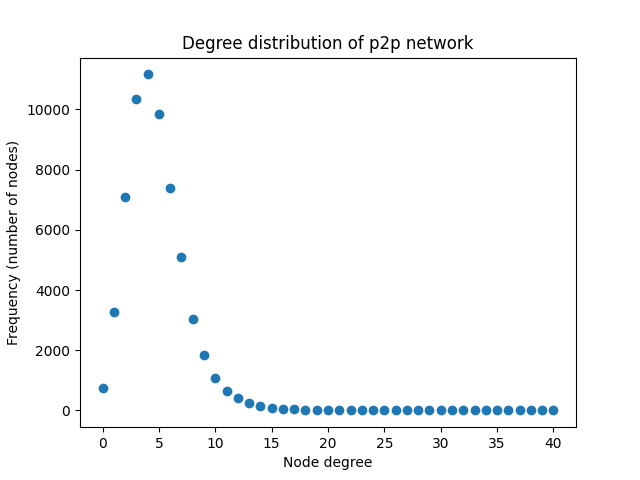 Degree distribution of p2p network
Frequency (number of nodes)
10000
8000
6000
4000
2000
0
0 5 10 15 20 25 30 35 40
Node degree